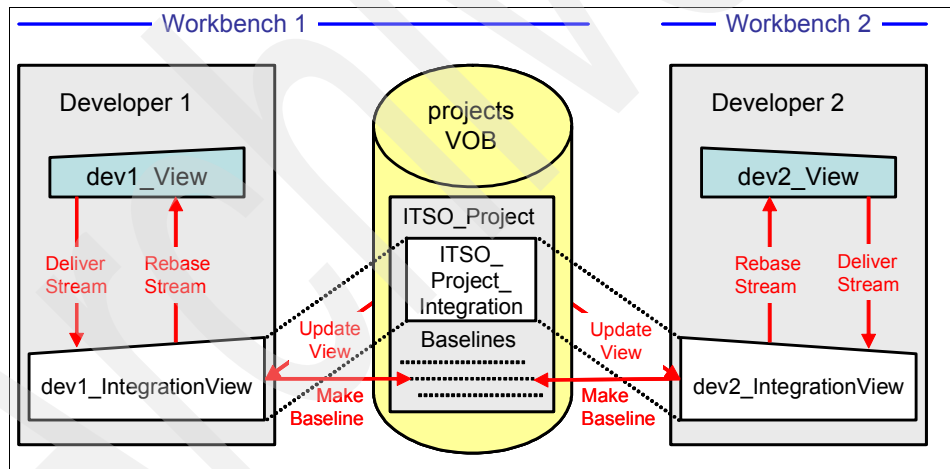 Workbench 1
Workbench 2
Developer 1
dev1_View
Deliver
Stream
Rebase
Stream
dev1_IntegrationView
projects
VOB
ITSO_Project
ITSO_
Project_
Integration
Baselines
Update
View
Make
Baseline
Update
View
Make
Baseline
Developer 2
dev2_View
Rebase
Stream
Deliver
Stream
dev2_IntegrationView